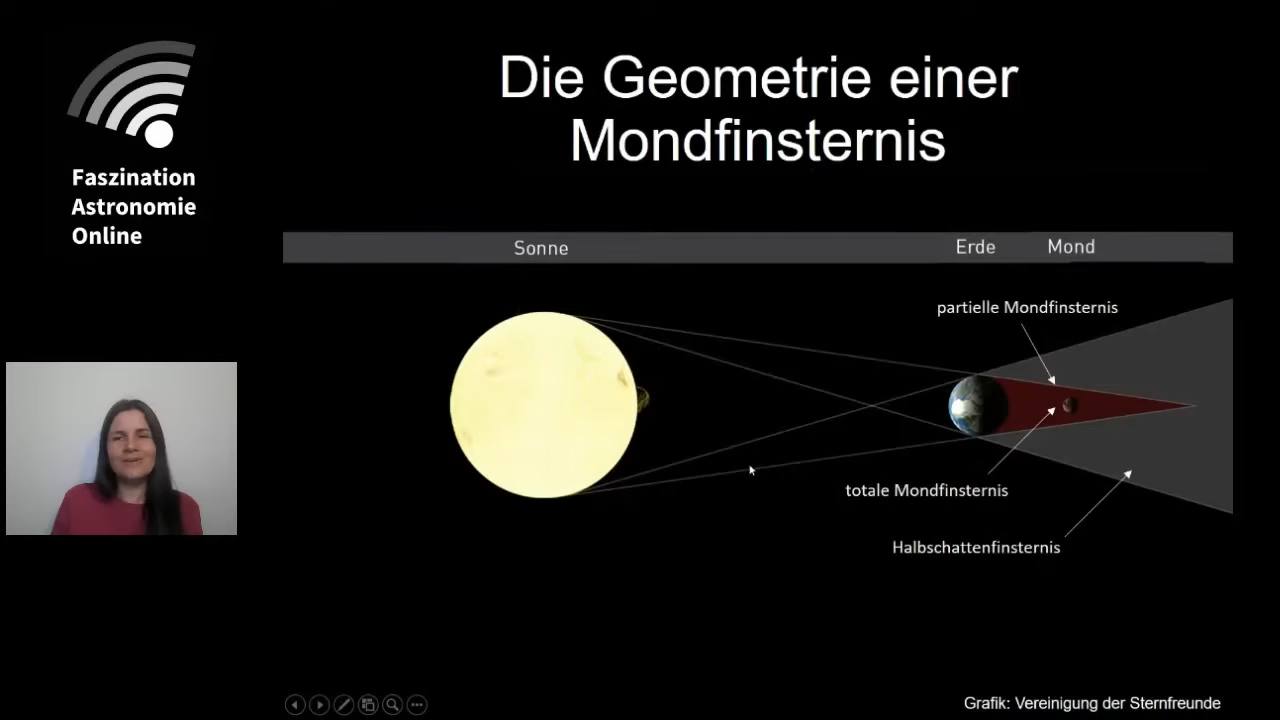 Die Geometrie einer
Mondfinsternis
Faszination
Astronomie
Online
Sonne
Erde
Mond
partielle Mondfinsternis
totale Mondfinsternis
Halbschattenfinsternis
Grafik: Vereinigung der Sternfreunde